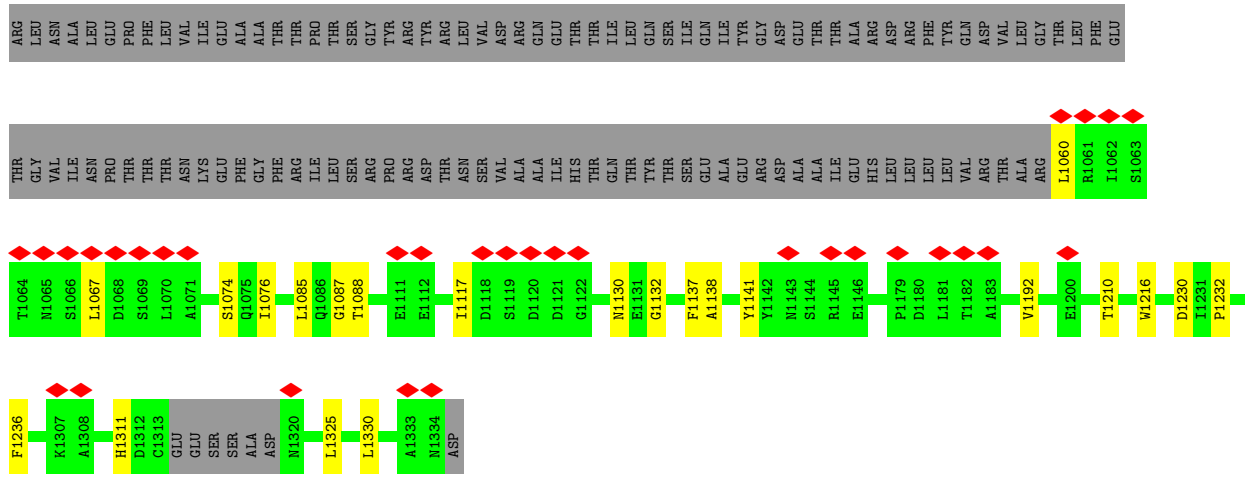 ARG LEU ASN ALA LEU GLU PRO PHE LEU VAL ILE GLU ALA ALA THR THR PRO THR SER GLY TYR ARG TYR ARG LEU VAL ASP ARG GLN GLU THR THR ILE LEU GLN SER ILE GLN ILE TYR GLY ASP GLU THR THR ALA ARG ASP ARG PHE TYR GLN ASP VAL LEU GLY THR LEU PHE GLU
THR GLY VAL ILE ASN PRO THR THR THR ASN LYS GLU PHE GLY PHE ARG ILE LEU SER ARG PRO ARG ASP THR ASN SER VAL ALA ALA ILE HIS THR GLN THR TYR THR SER GLU ALA GLU ARG ASP ALA ALA ILE GLU HIS LEU LEU LEU LEU VAL ARG THR ALA ARG L1060 R1061 I1062 S1063
T1064 N1065 S1066 L1067 D1068 S1069 L1070 A1071 S1074 Q1075 I1076 L1085 Q1086 G1087 T1088 E1111 E1112 I1117 D1118 S1119 D1120 D1121 G1122 N1130 E1131 G1132 F1137 A1138 Y1141 Y1142 N1143 S1144 R1145 E1146 P1179 D1180 L1181 T1182 A1183 V1192 E1200 T1210 W1216 D1230 I1231 P1232
F1236 K1307 A1308 H1311 D1312 C1313 GLU GLU SER SER ALA ASP N1320 L1325 L1330 A1333 N1334 ASP